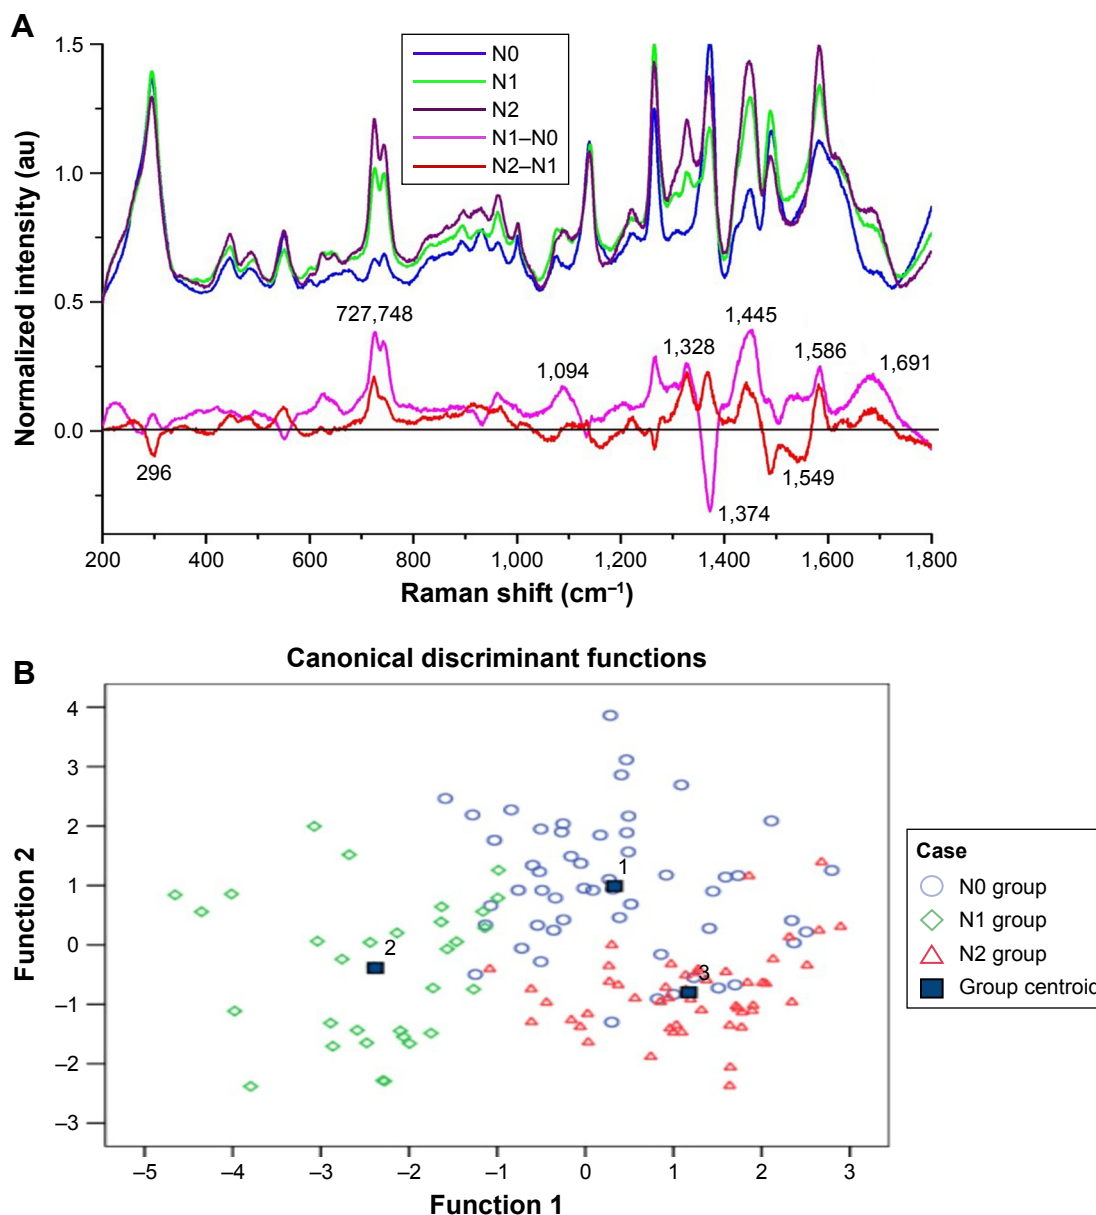 A
1.5
1.0
0.5
0.0
Normalized intensity (au)
N0
N1
N2
N1–N0
N2–N1
727,748
1,094
1,328
1,445
1,586
1,691
296
1,549
1,374
200 400 600 800 1,000 1,200 1,400 1,600 1,800
Raman shift (cm⁻¹)
B
Canonical discriminant functions
4
3
2
1
0
–1
–2
–3
Function 2
1
2
3
–5 –4 –3 –2 –1 0 1 2 3
Function 1
Case
N0 group
N1 group
N2 group
Group centroid